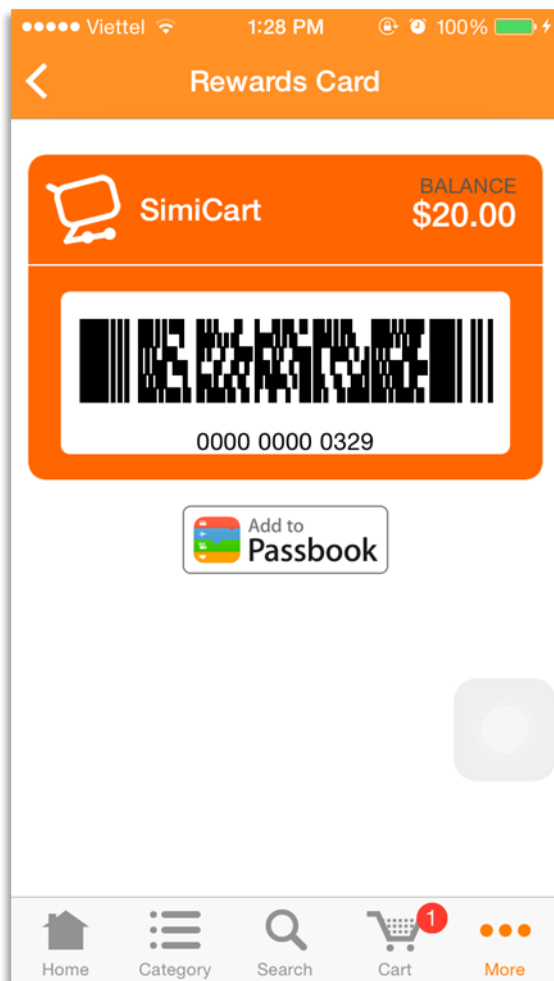 Viettel 1:28 PM 100%
Rewards Card
SimiCart
BALANCE
$20.00
0000 0000 0329
Add to
Passbook
1
Home Category Search Cart More